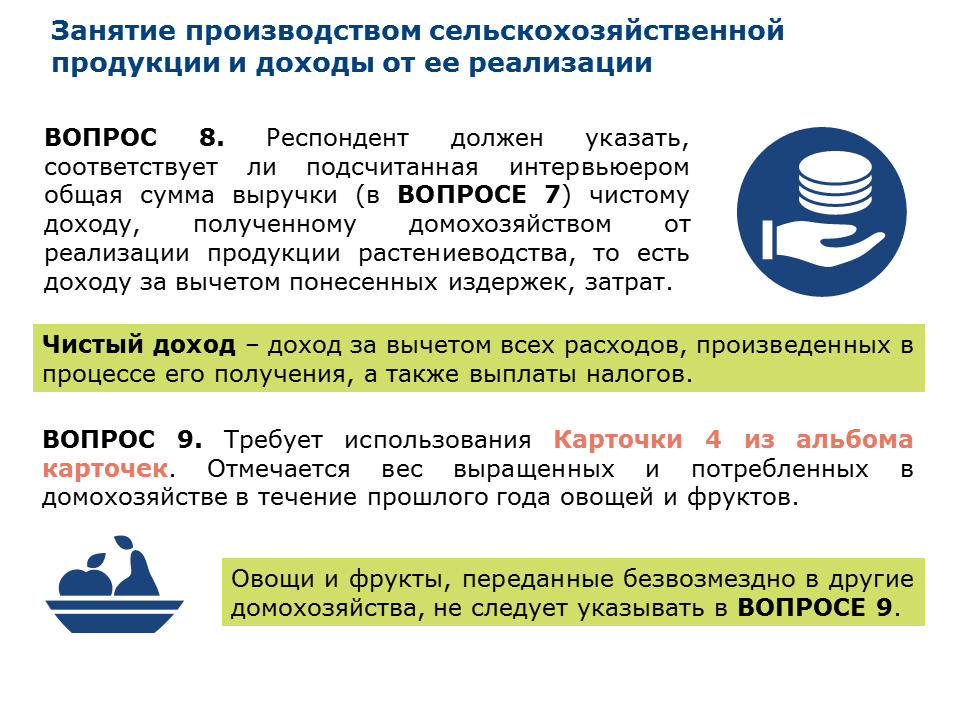 Занятие производством сельскохозяйственной
продукции и доходы от ее реализации
ВОПРОС 8. Респондент должен указать,
соответствует ли подсчитанная интервьюером
общая сумма выручки (в ВОПРОСЕ 7) чистому
доходу, полученному домохозяйством от
реализации продукции растениеводства, то есть
доходу за вычетом понесенных издержек, затрат.
Чистый доход – доход за вычетом всех расходов, произведенных в
процессе его получения, а также выплаты налогов.
ВОПРОС 9. Требует использования Карточки 4 из альбома
карточек. Отмечается вес выращенных и потребленных в
домохозяйстве в течение прошлого года овощей и фруктов.
Овощи и фрукты, переданные безвозмездно в другие
домохозяйства, не следует указывать в ВОПРОСЕ 9.